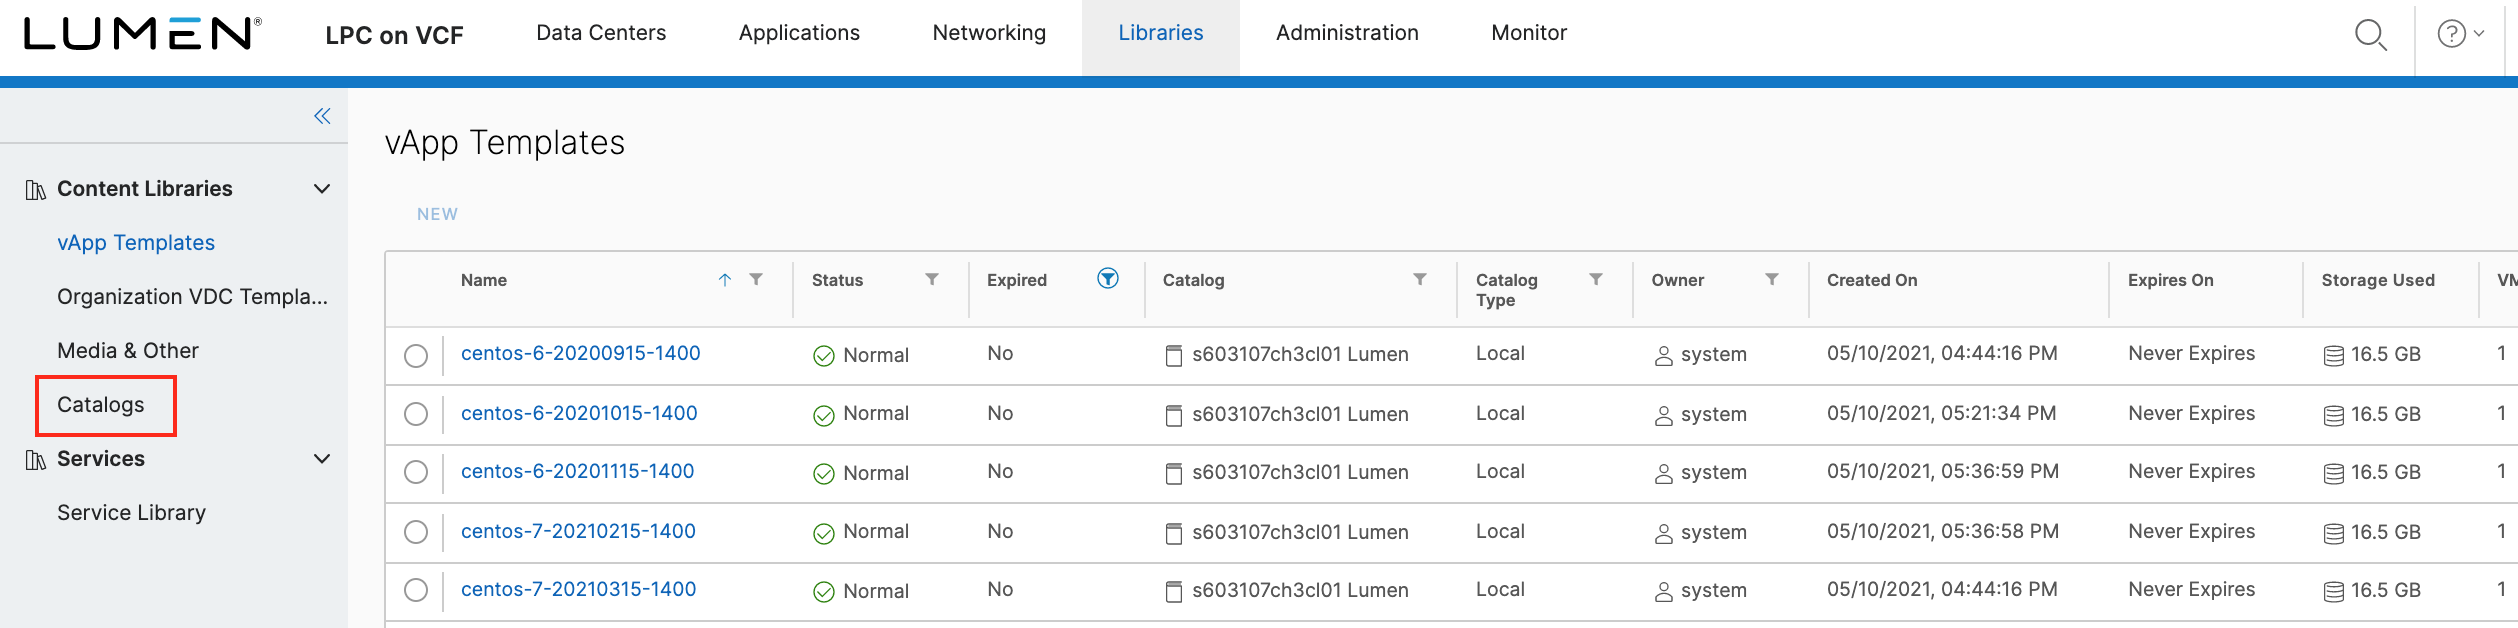 LUMEN® LPC on VCF Data Centers Applications Networking Libraries Administration Monitor ?
Content Libraries
vApp Templates
Organization VDC Templa...
Media & Other
Catalogs
Services
Service Library
vApp Templates
NEW
Name Status Expired Catalog Catalog Type Owner Created On Expires On Storage Used VM
centos-6-20200915-1400 Normal No s603107ch3cl01 Lumen Local system 05/10/2021, 04:44:16 PM Never Expires 16.5 GB 1
centos-6-20201015-1400 Normal No s603107ch3cl01 Lumen Local system 05/10/2021, 05:21:34 PM Never Expires 16.5 GB 1
centos-6-20201115-1400 Normal No s603107ch3cl01 Lumen Local system 05/10/2021, 05:36:59 PM Never Expires 16.5 GB 1
centos-7-20210215-1400 Normal No s603107ch3cl01 Lumen Local system 05/10/2021, 05:36:58 PM Never Expires 16.5 GB 1
centos-7-20210315-1400 Normal No s603107ch3cl01 Lumen Local system 05/10/2021, 04:44:16 PM Never Expires 16.5 GB 1